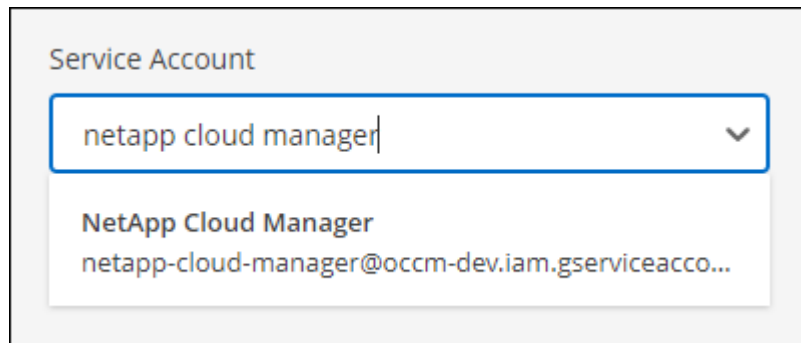 Service Account
netapp cloud manager
NetApp Cloud Manager
netapp-cloud-manager@occm-dev.iam.gserviceacco...